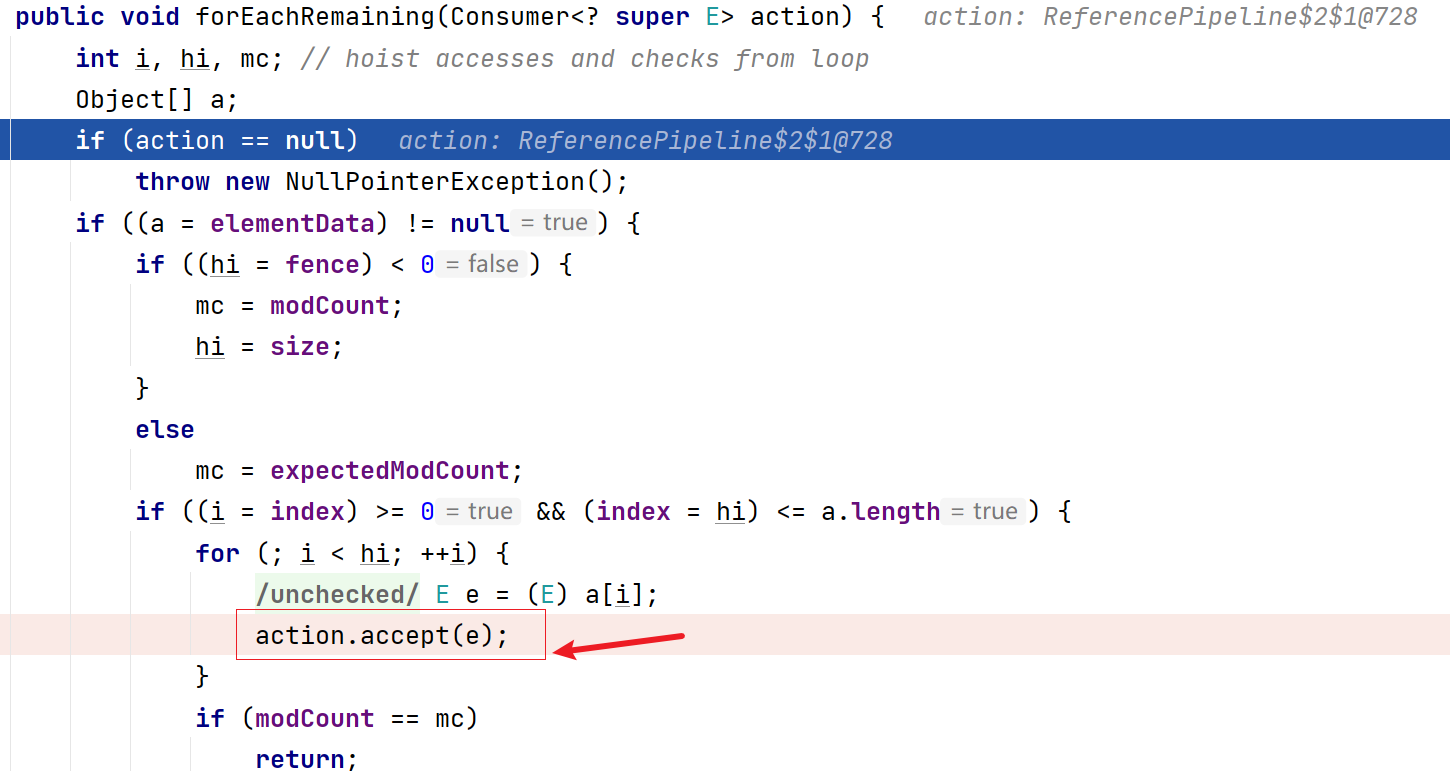 public void forEachRemaining(Consumer<? super E> action) {   action: ReferencePipeline$2$1@728
    int i, hi, mc; // hoist accesses and checks from loop
    Object[] a;
    if (action == null)   action: ReferencePipeline$2$1@728
        throw new NullPointerException();
    if ((a = elementData) != null = true ) {
        if ((hi = fence) < 0 = false ) {
            mc = modCount;
            hi = size;
        }
        else
            mc = expectedModCount;
        if ((i = index) >= 0 = true && (index = hi) <= a.length = true ) {
            for (; i < hi; ++i) {
                /unchecked/ E e = (E) a[i];
                action.accept(e);
            }
            if (modCount == mc)
                return;